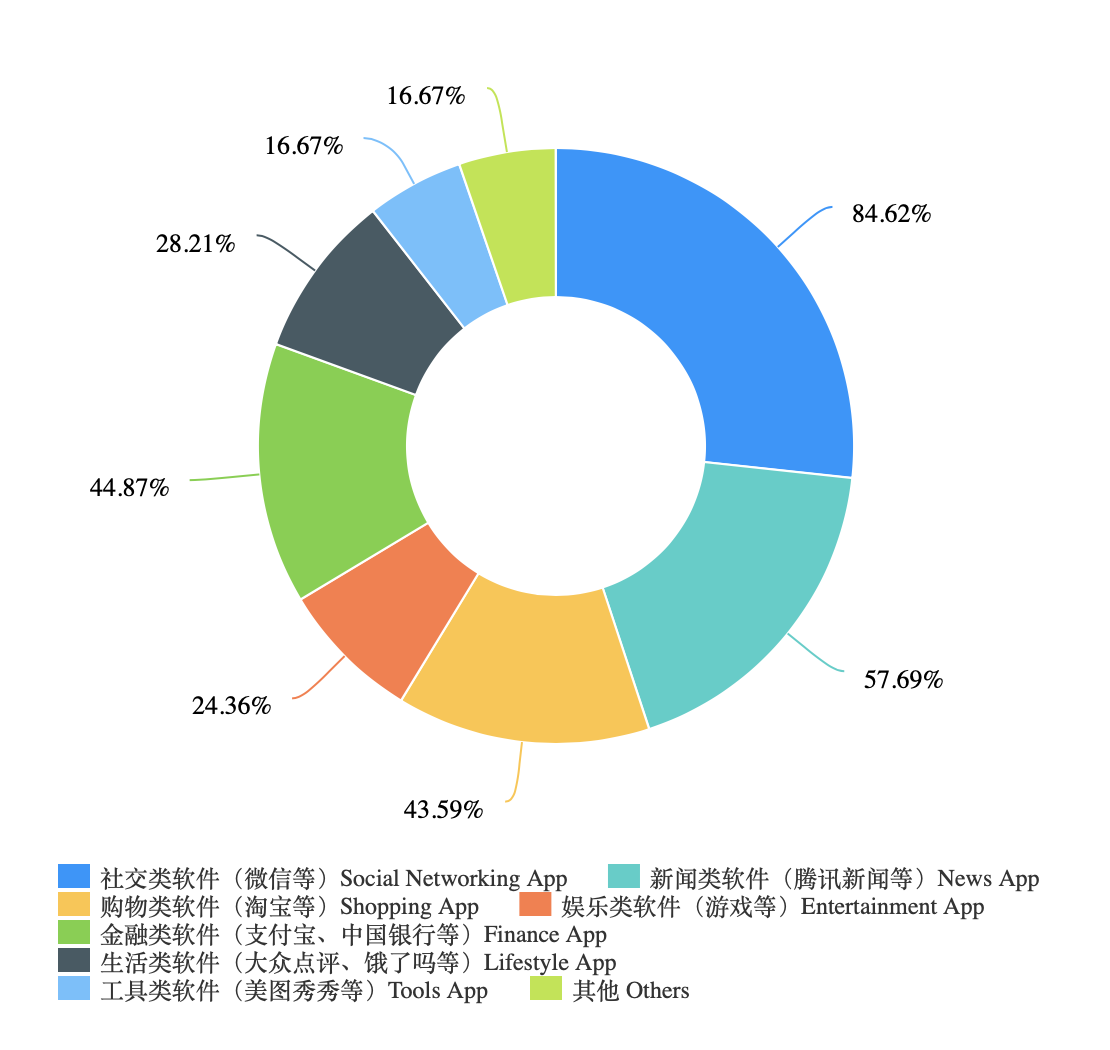 16.67%
16.67%
84.62%
28.21%
44.87%
57.69%
24.36%
43.59%
社交类软件（微信等）Social Networking App 新闻类软件（腾讯新闻等）News App
购物类软件（淘宝等）Shopping App 娱乐类软件（游戏等）Entertainment App
金融类软件（支付宝、中国银行等）Finance App
生活类软件（大众点评、饿了吗等）Lifestyle App
工具类软件（美图秀秀等）Tools App 其他 Others